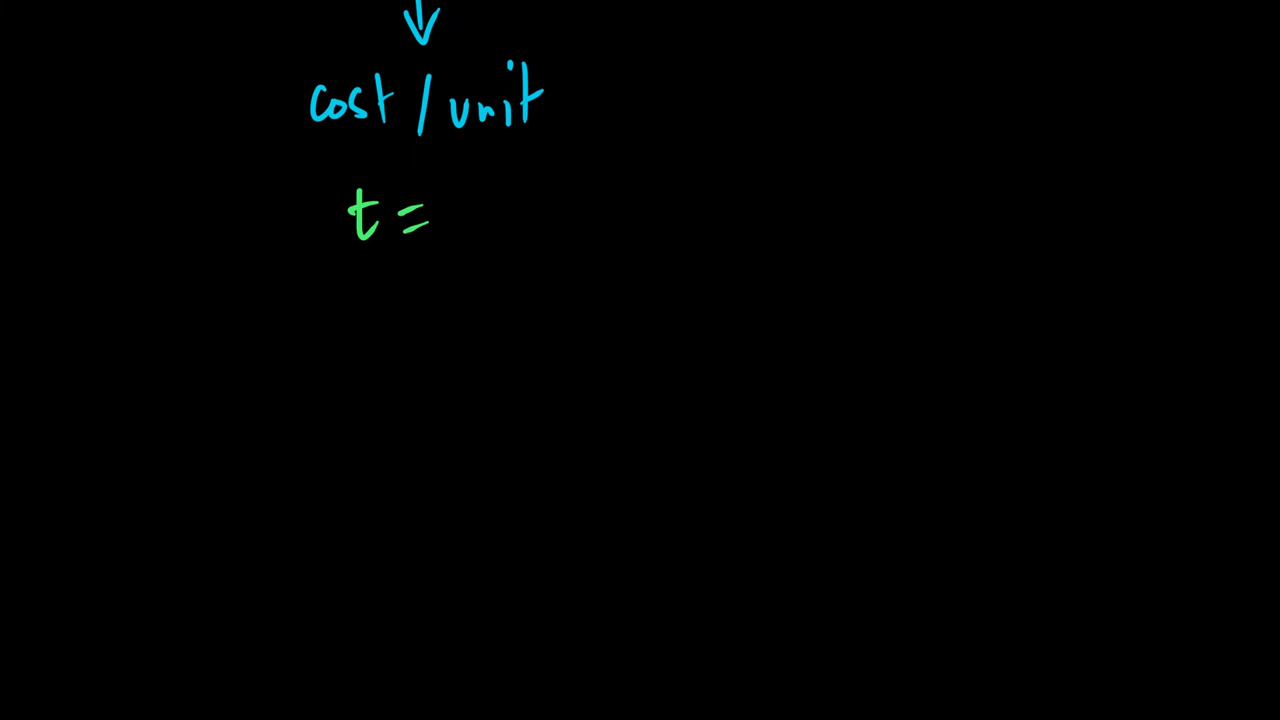 cost / unit
t =